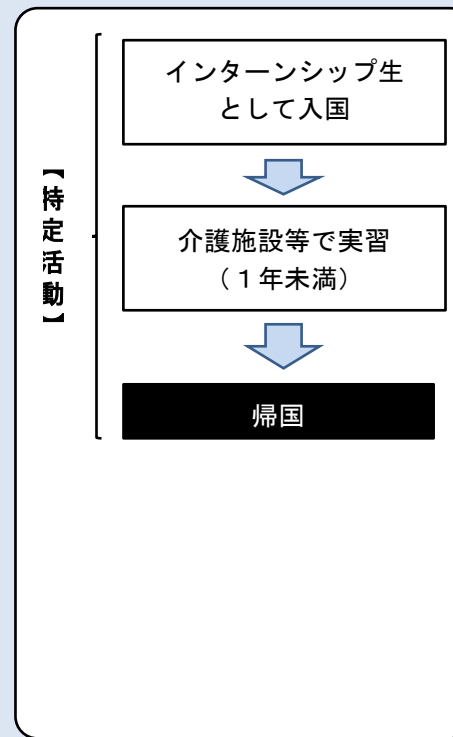 【特定活動】
インターンシップ生
として入国
介護施設等で実習
(1年未満)
帰国